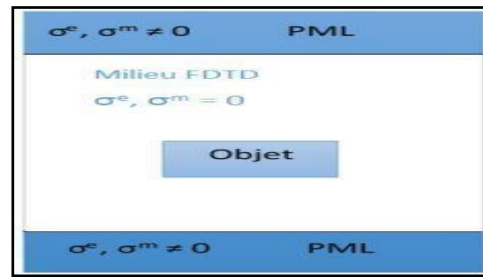 σᵉ, σᵐ ≠ 0 PML
Milieu FDTD
σᵉ, σᵐ = 0
Objet
σᵉ, σᵐ ≠ 0 PML